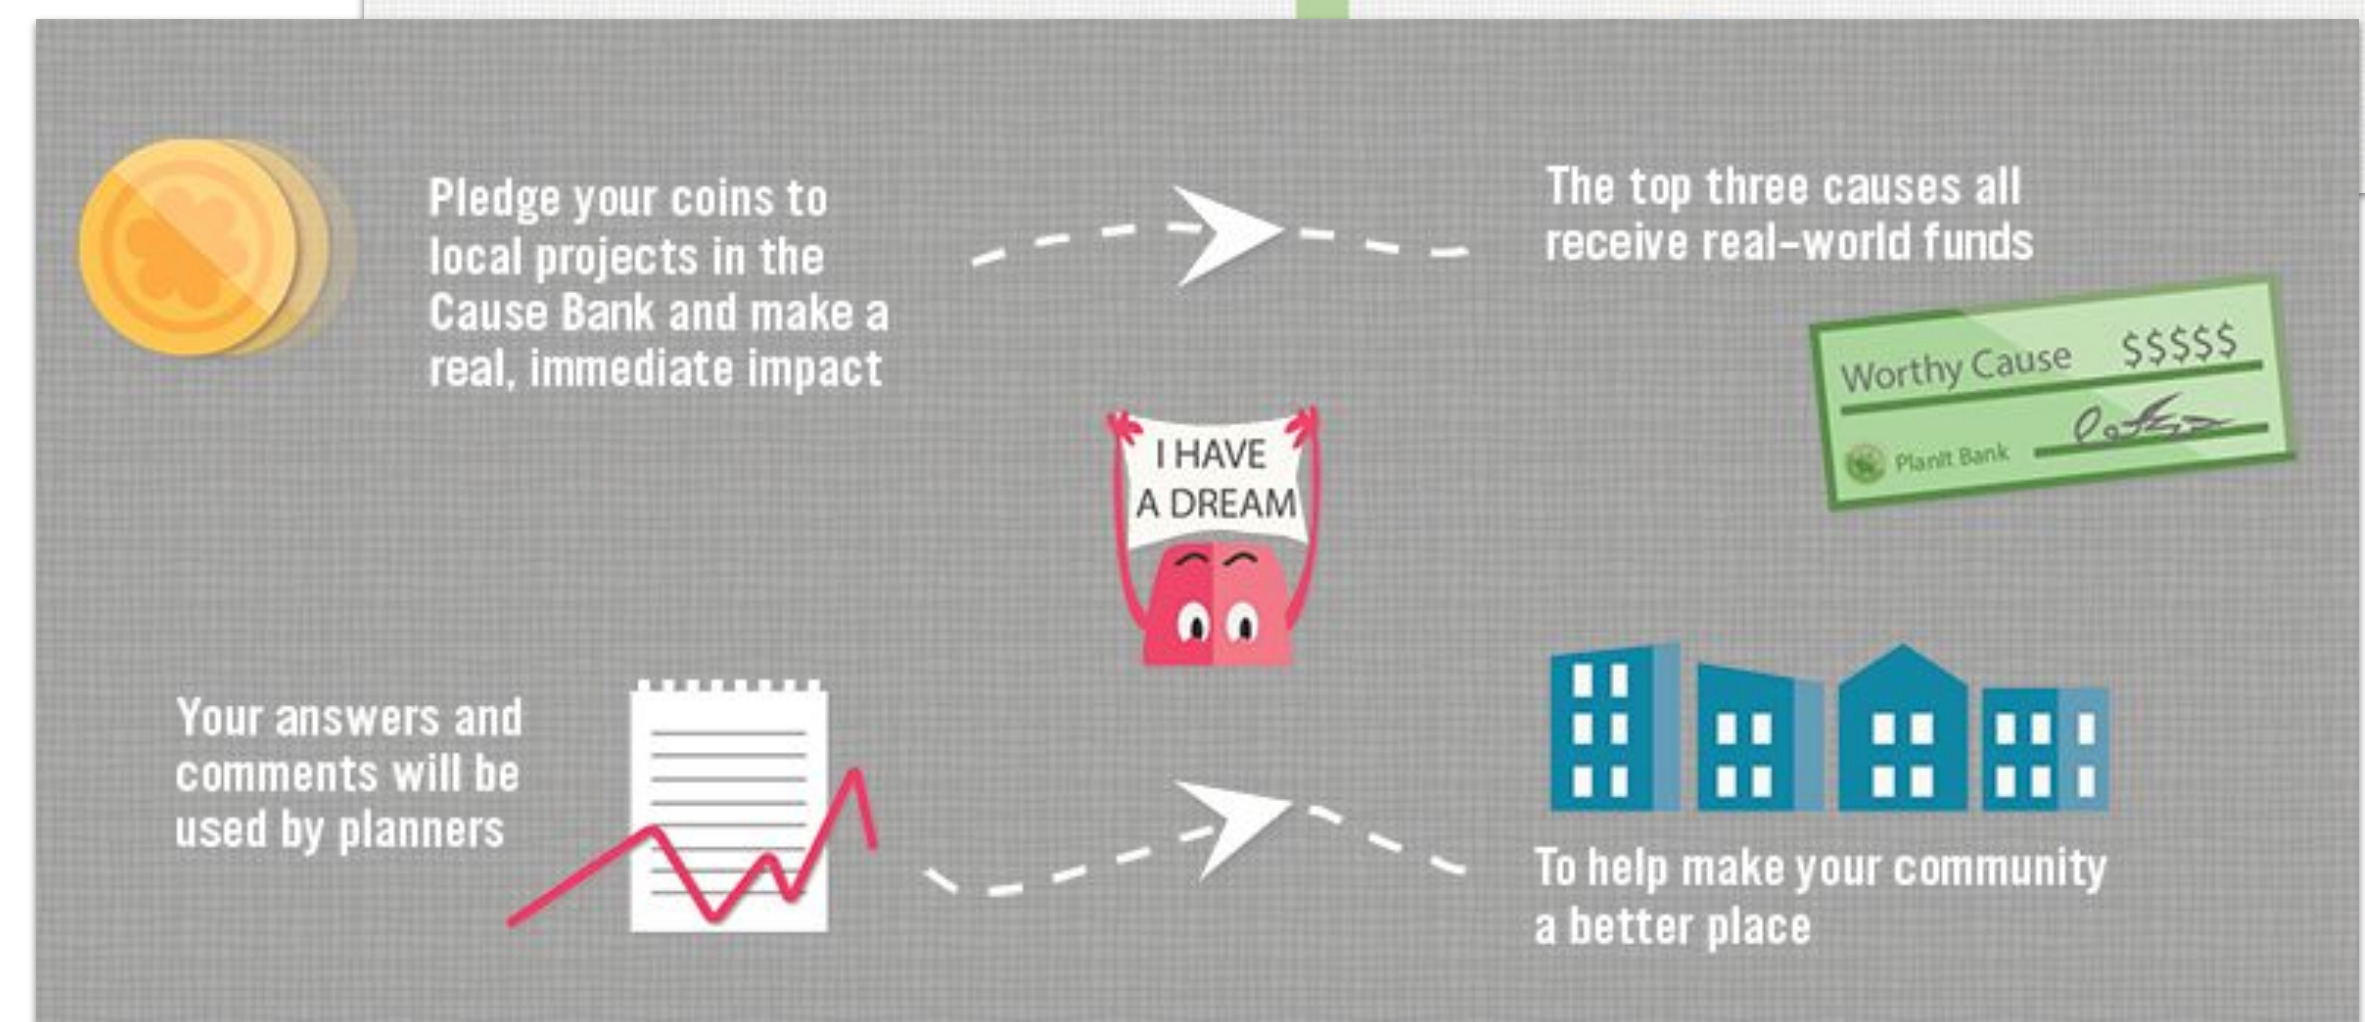 Pledge your coins to
local projects in the
Cause Bank and make a
real, immediate impact
The top three causes all
receive real-world funds
Worthy Cause $$$$$
PlanIt Bank
I HAVE
A DREAM
Your answers and
comments will be
used by planners
To help make your community
a better place